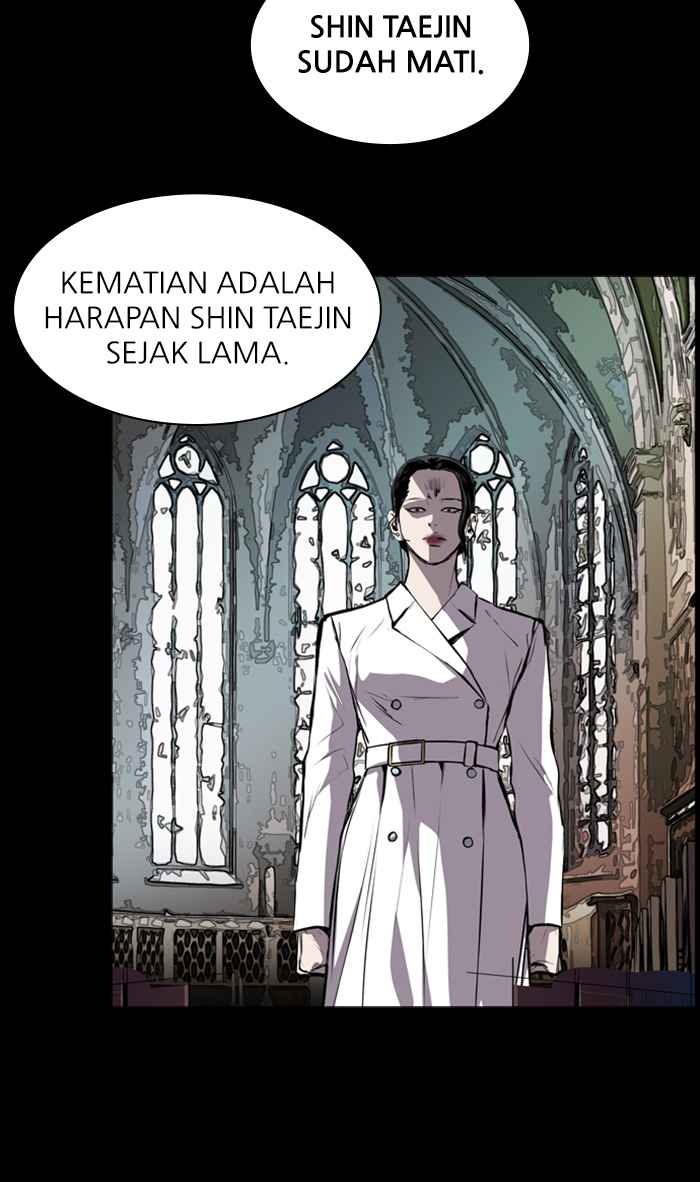 SHIN TAEJIN
SUDAH MATI.
KEMATIAN ADALAH
HARAPAN SHIN TAEJIN
SEJAK LAMA.